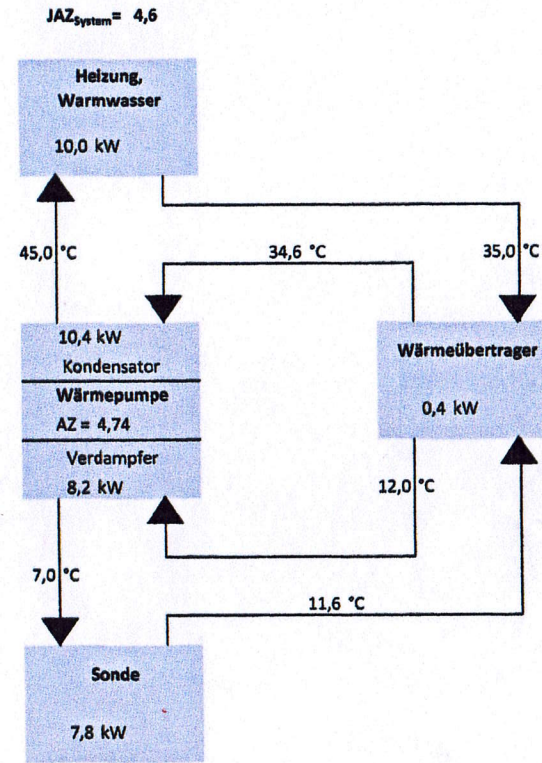 JAZSystem= 4,6
Heizung,
Warmwasser
10,0 kW
45,0 °C
34,6 °C
35,0 °C
10,4 kW
Kondensator
Wärmepumpe
AZ = 4,74
Verdampfer
8,2 kW
Wärmeübertrager
0,4 kW
12,0 °C
7,0 °C
11,6 °C
Sonde
7,8 kW